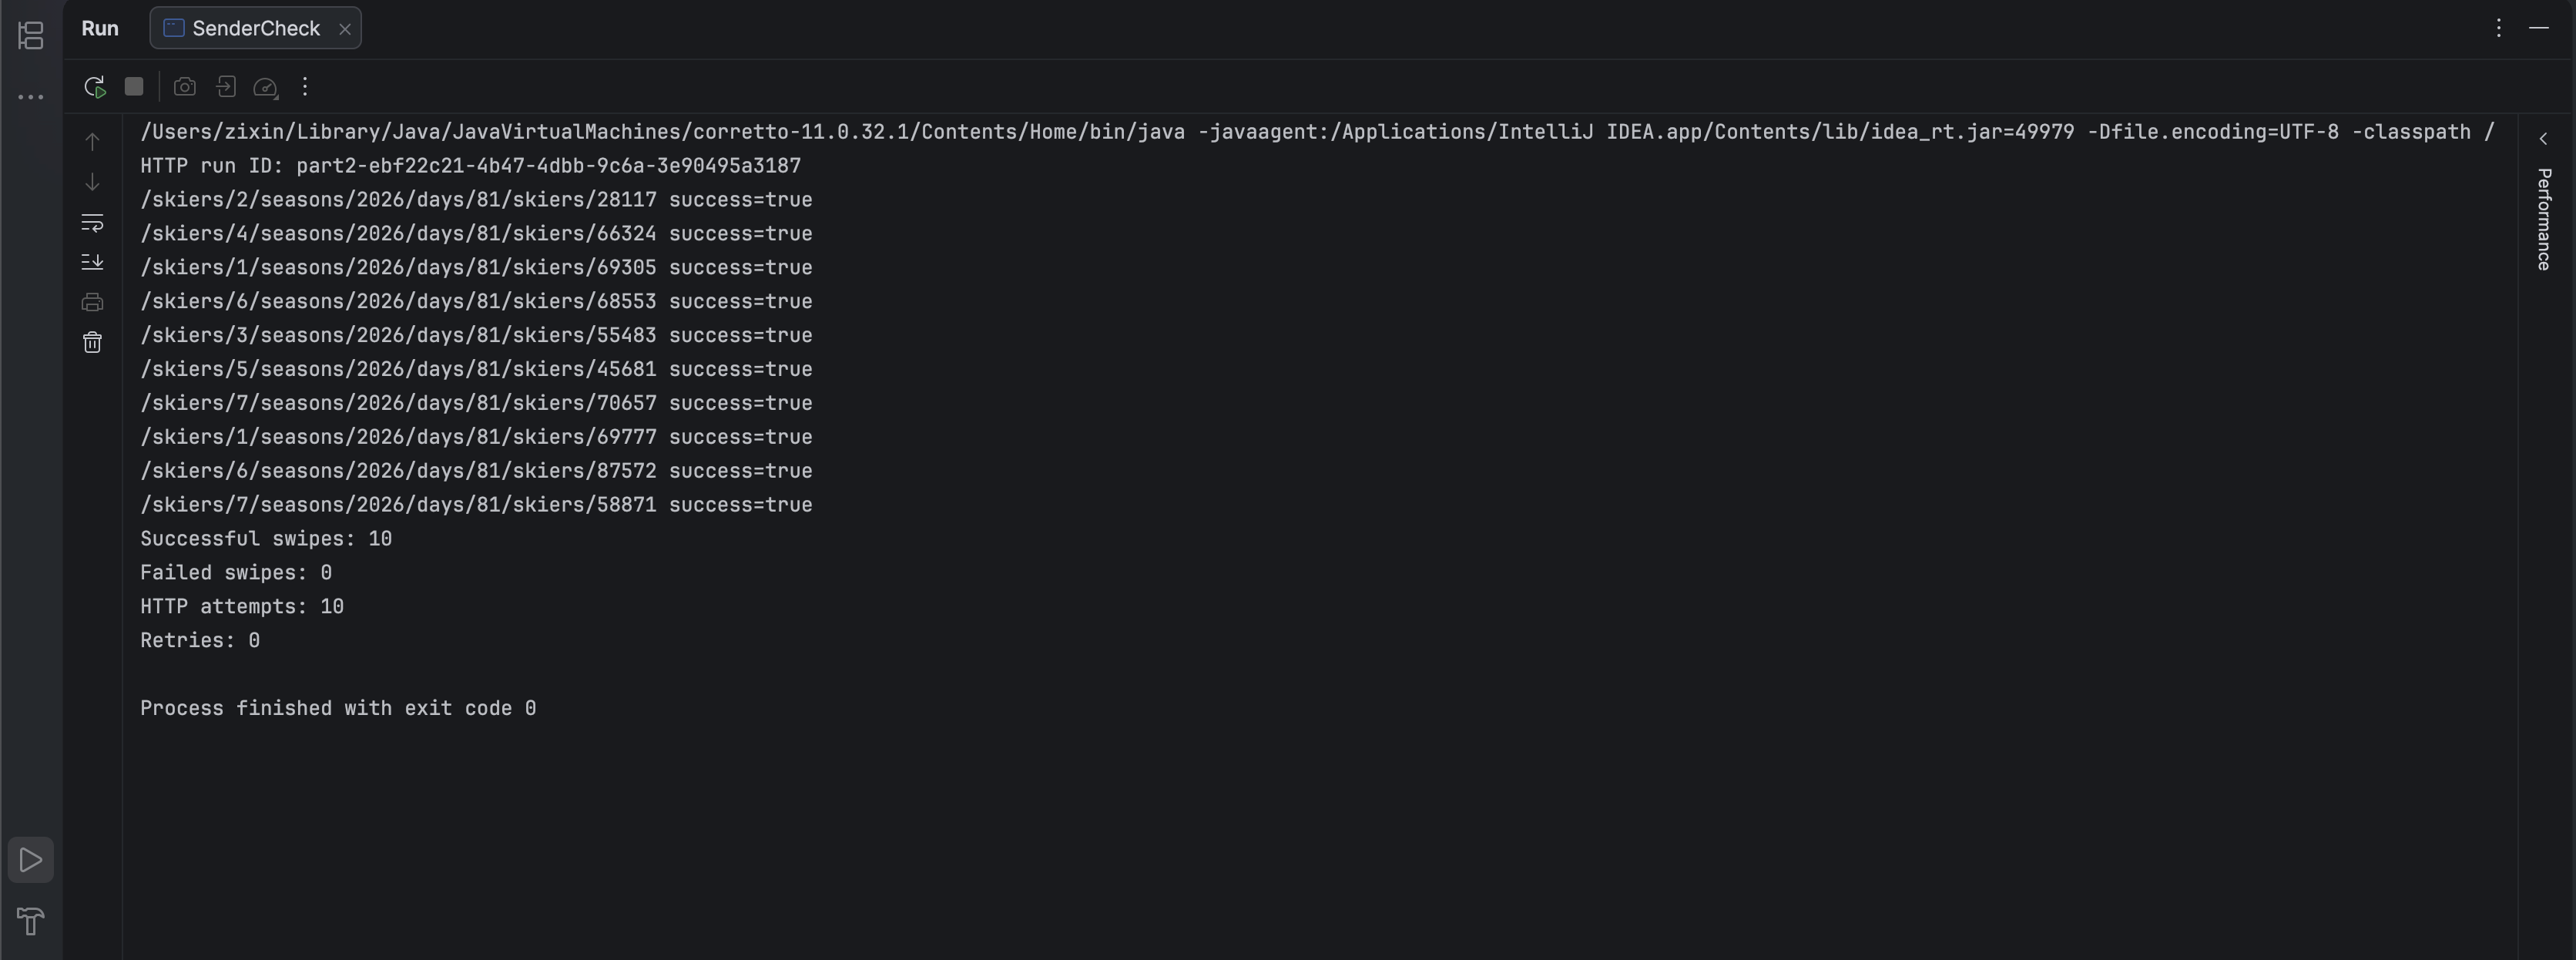 Run
SenderCheck
/Users/zixin/Library/Java/JavaVirtualMachines/corretto-11.0.32.1/Contents/Home/bin/java -javaagent:/Applications/IntelliJ IDEA.app/Contents/lib/idea_rt.jar=49979 -Dfile.encoding=UTF-8 -classpath /
HTTP run ID: part2-ebf22c21-4b47-4dbb-9c6a-3e90495a3187
/skiers/2/seasons/2026/days/81/skiers/28117 success=true
/skiers/4/seasons/2026/days/81/skiers/66324 success=true
/skiers/1/seasons/2026/days/81/skiers/69305 success=true
/skiers/6/seasons/2026/days/81/skiers/68553 success=true
/skiers/3/seasons/2026/days/81/skiers/55483 success=true
/skiers/5/seasons/2026/days/81/skiers/45681 success=true
/skiers/7/seasons/2026/days/81/skiers/70657 success=true
/skiers/1/seasons/2026/days/81/skiers/69777 success=true
/skiers/6/seasons/2026/days/81/skiers/87572 success=true
/skiers/7/seasons/2026/days/81/skiers/58871 success=true
Successful swipes: 10
Failed swipes: 0
HTTP attempts: 10
Retries: 0
Process finished with exit code 0
Performance